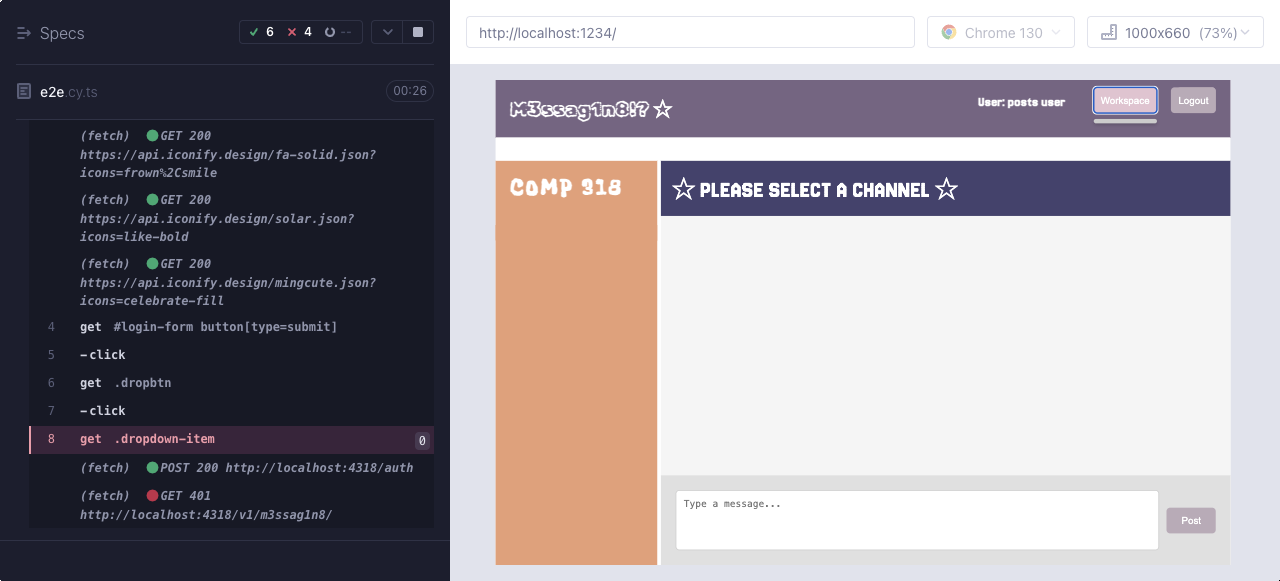 Specs
6
4
--
e2e.cy.ts
00:26
(fetch) GET 200
https://api.iconify.design/fa-solid.json?
icons=frown%2Csmile
(fetch) GET 200
https://api.iconify.design/solar.json?
icons=like-bold
(fetch) GET 200
https://api.iconify.design/mingcute.json?
icons=celebrate-fill
4 get #login-form button[type=submit]
5 -click
6 get .dropbtn
7 -click
8 get .dropdown-item 0
(fetch) POST 200 http://localhost:4318/auth
(fetch) GET 401
http://localhost:4318/v1/m3ssag1n8/
http://localhost:1234/
Chrome 130
1000x660 (73%)
M3ssag1n8!?
User: posts user
Workspace
Logout
COMP 318
PLEASE SELECT A CHANNEL
Type a message...
Post